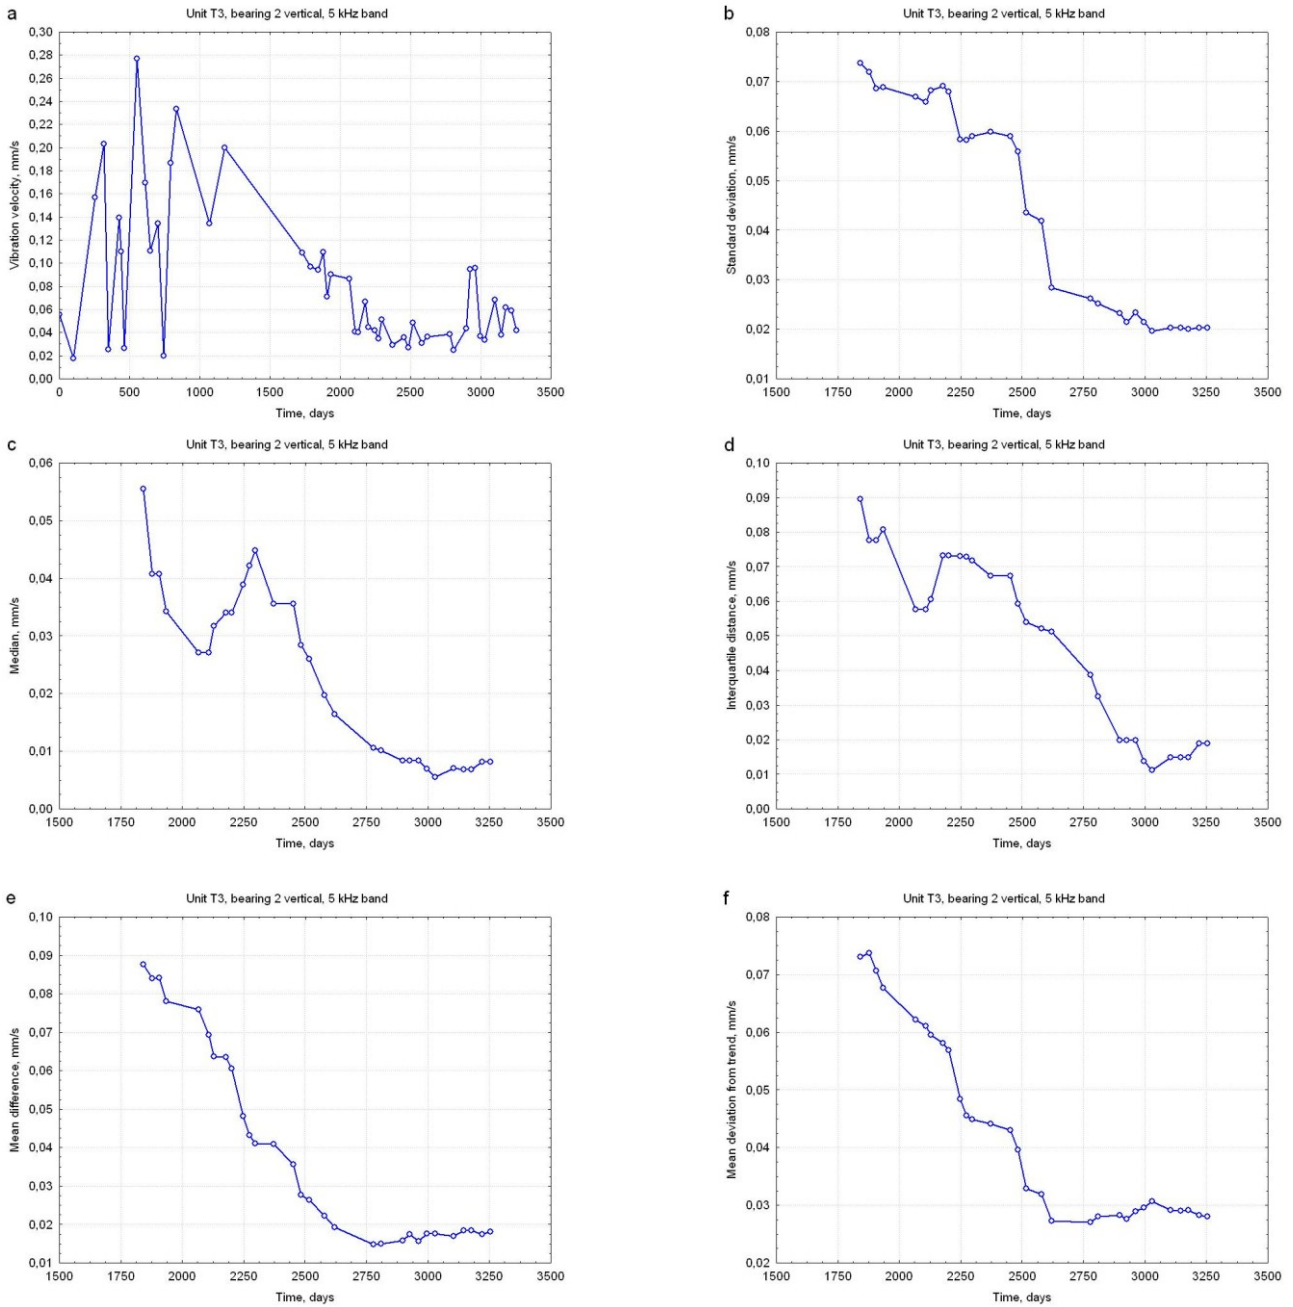 a
Unit T3, bearing 2 vertical, 5 kHz band
Vibration velocity, mm/s
0,30
0,28
0,26
0,24
0,22
0,20
0,18
0,16
0,14
0,12
0,10
0,08
0,06
0,04
0,02
0,00
0 500 1000 1500 2000 2500 3000 3500
Time, days
b
Unit T3, bearing 2 vertical, 5 kHz band
Standard deviation, mm/s
0,08
0,07
0,06
0,05
0,04
0,03
0,02
0,01
1500 1750 2000 2250 2500 2750 3000 3250 3500
Time, days
c
Unit T3, bearing 2 vertical, 5 kHz band
Median, mm/s
0,06
0,05
0,04
0,03
0,02
0,01
0,00
1500 1750 2000 2250 2500 2750 3000 3250 3500
Time, days
d
Unit T3, bearing 2 vertical, 5 kHz band
Interquartile distance, mm/s
0,10
0,09
0,08
0,07
0,06
0,05
0,04
0,03
0,02
0,01
0,00
1500 1750 2000 2250 2500 2750 3000 3250 3500
Time, days
e
Unit T3, bearing 2 vertical, 5 kHz band
Mean difference, mm/s
0,10
0,09
0,08
0,07
0,06
0,05
0,04
0,03
0,02
0,01
1500 1750 2000 2250 2500 2750 3000 3250 3500
Time, days
f
Unit T3, bearing 2 vertical, 5 kHz band
Mean deviation from trend, mm/s
0,08
0,07
0,06
0,05
0,04
0,03
0,02
1500 1750 2000 2250 2500 2750 3000 3250 3500
Time, days